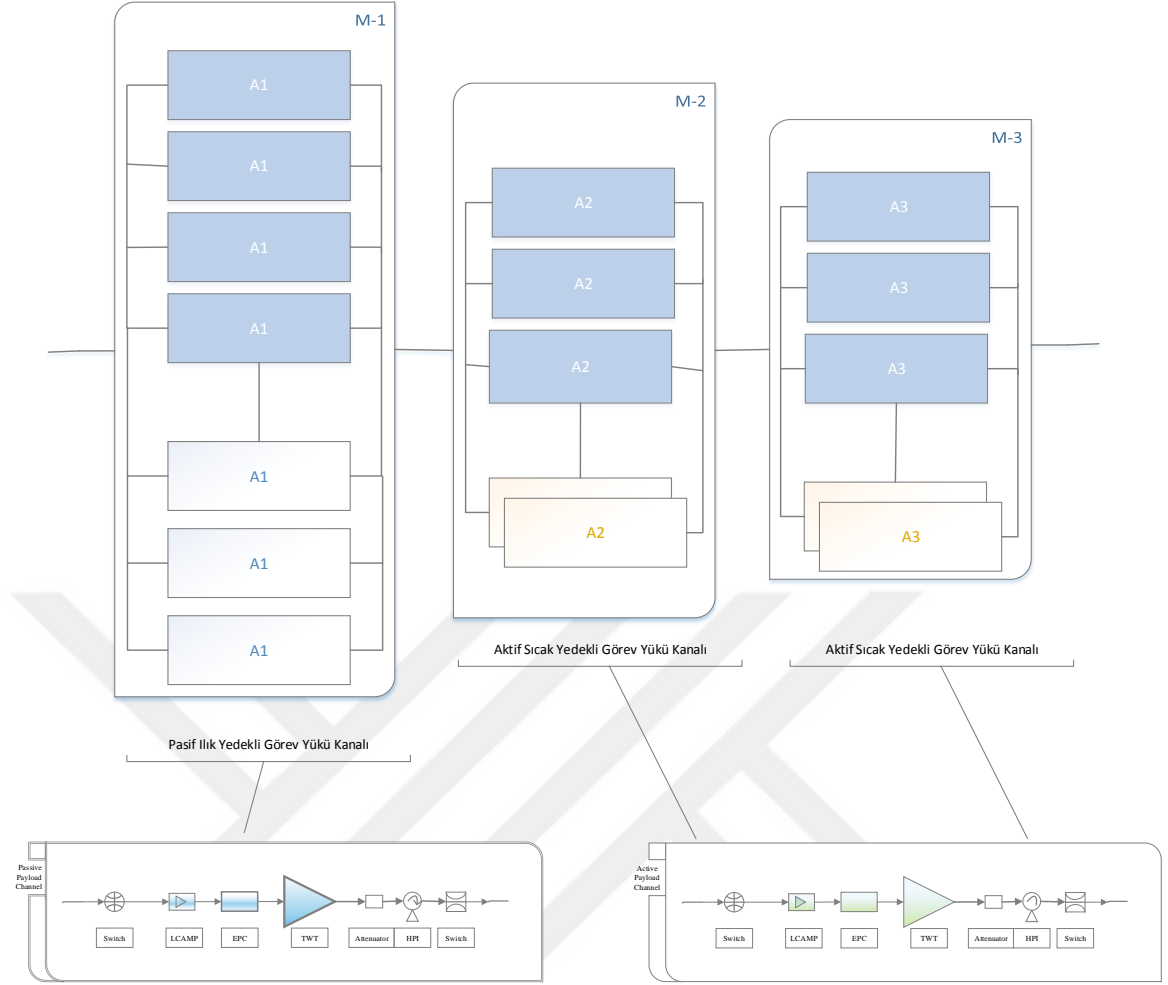 M-1
A1
A1
A1
A1
A1
A1
A1
M-2
A2
A2
A2
A2
M-3
A3
A3
A3
A3
Aktif Sıcak Yedekli Görev Yükü Kanalı
Aktif Sıcak Yedekli Görev Yükü Kanalı
Pasif Ilık Yedekli Görev Yükü Kanalı
Passive
Payload
Channel
Switch
LCAMP
EPC
TWT
Attenuator
HPI
Switch
Active
Payload
Channel
Switch
LCAMP
EPC
TWT
Attenuator
HPI
Switch